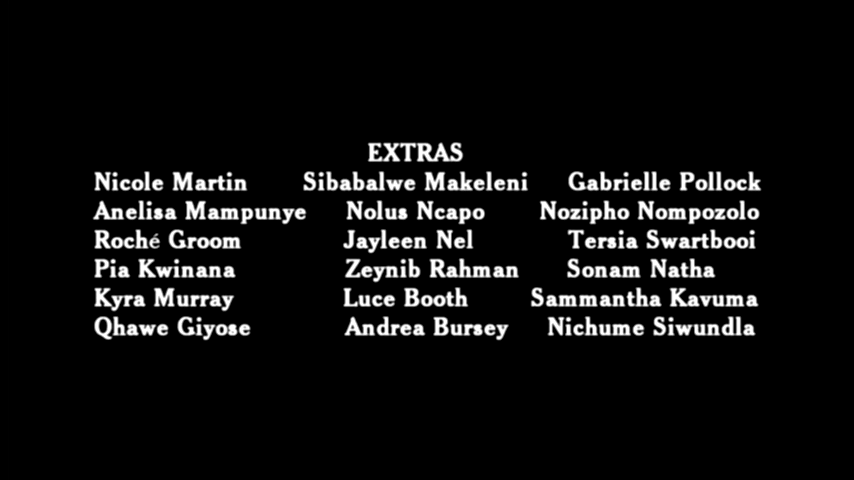 EXTRAS
Nicole Martin Sibabalwe Makeleni Gabrielle Pollock
Anelisa Mampunye Nolus Ncapo Nozipho Nompozolo
Roché Groom Jayleen Nel Tersia Swartbooi
Pia Kwinana Zeynib Rahman Sonam Natha
Kyra Murray Luce Booth Sammantha Kavuma
Qhawe Giyose Andrea Bursey Nichume Siwundla